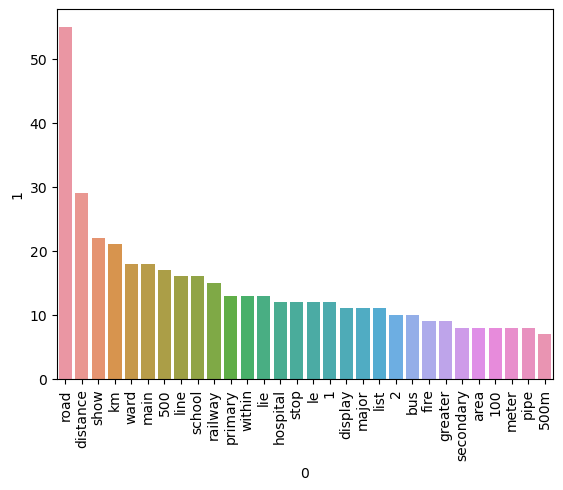 50
40
30
20
10
0
1
road
distance
show
km
ward
main
500
line
school
railway
primary
within
lie
hospital
stop
le
1
display
major
list
2
bus
fire
greater
secondary
area
100
meter
pipe
500m
0